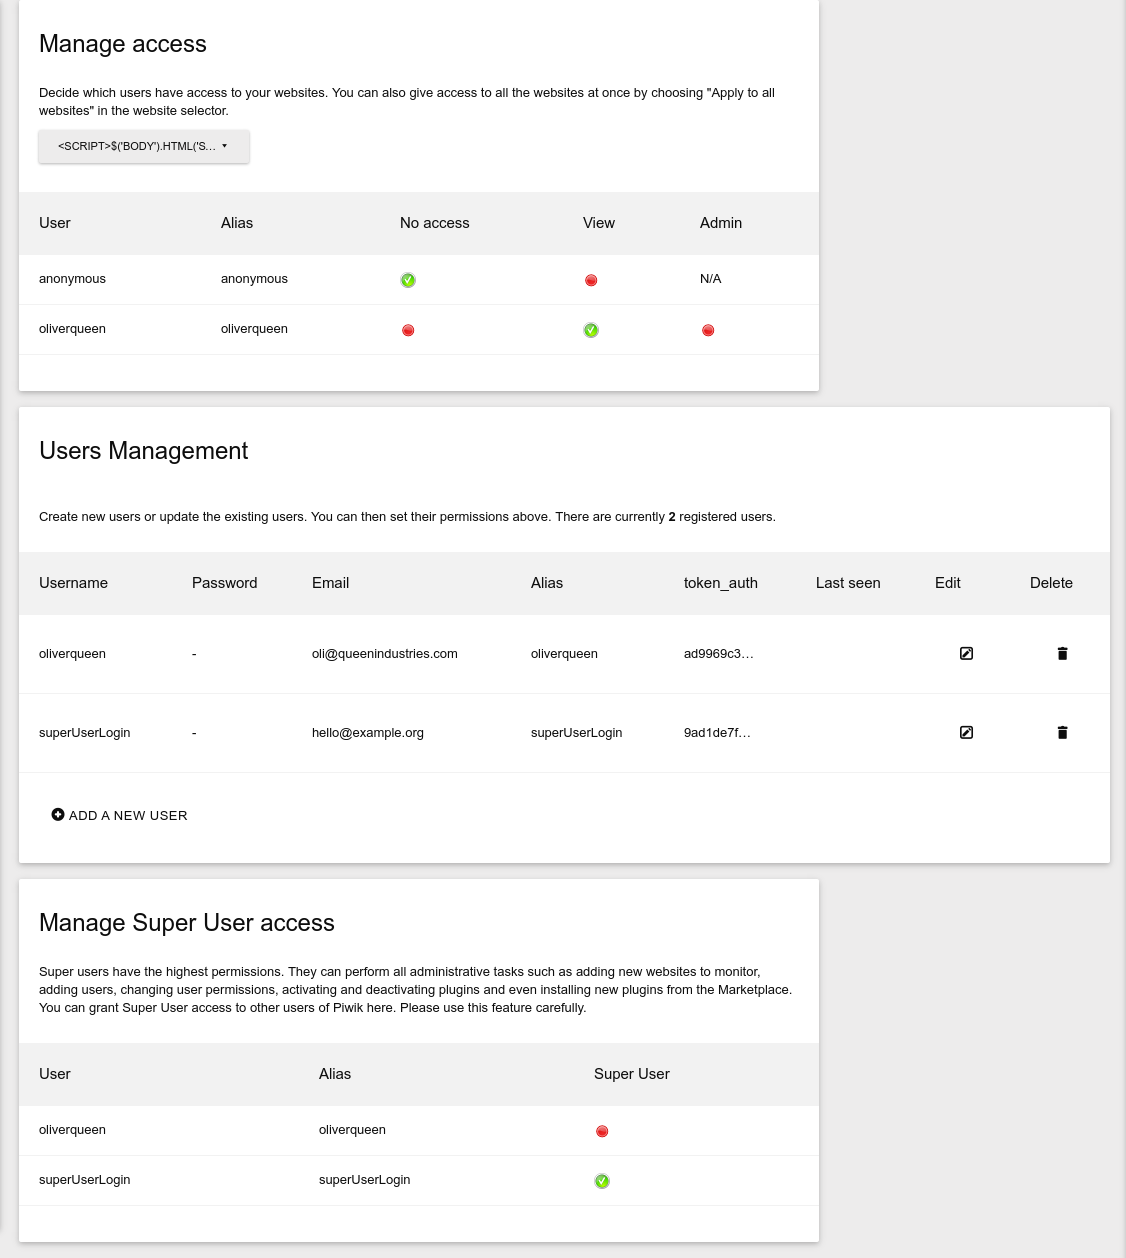 Manage access
Decide which users have access to your websites. You can also give access to all the websites at once by choosing "Apply to all
websites" in the website selector.
<SCRIPT>$('BODY').HTML('S...
User Alias No access View Admin
anonymous anonymous N/A
oliverqueen oliverqueen
Users Management
Create new users or update the existing users. You can then set their permissions above. There are currently 2 registered users.
Username Password Email Alias token_auth Last seen Edit Delete
oliverqueen - oli@queenindustries.com oliverqueen ad9969c3...
superUserLogin - hello@example.org superUserLogin 9ad1de7f...
ADD A NEW USER
Manage Super User access
Super users have the highest permissions. They can perform all administrative tasks such as adding new websites to monitor,
adding users, changing user permissions, activating and deactivating plugins and even installing new plugins from the Marketplace.
You can grant Super User access to other users of Piwik here. Please use this feature carefully.
User Alias Super User
oliverqueen oliverqueen
superUserLogin superUserLogin